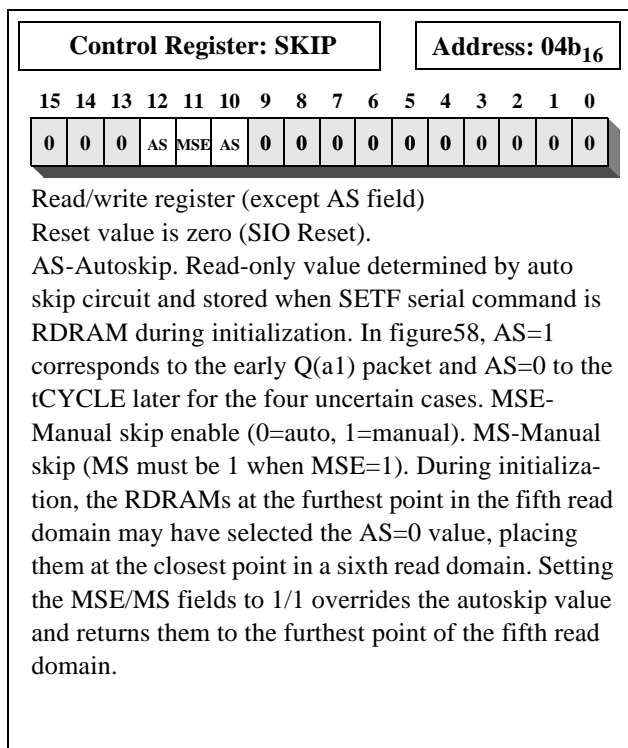 Control Register: SKIP Address: 04b16
15 14 13 12 11 10 9 8 7 6 5 4 3 2 1 0
0 0 0 AS MSE AS 0 0 0 0 0 0 0 0 0 0
Read/write register (except AS field)
Reset value is zero (SIO Reset).
AS-Autoskip. Read-only value determined by auto
skip circuit and stored when SETF serial command is
RDRAM during initialization. In figure58, AS=1
corresponds to the early Q(a1) packet and AS=0 to the
tCYCLE later for the four uncertain cases. MSE-
Manual skip enable (0=auto, 1=manual). MS-Manual
skip (MS must be 1 when MSE=1). During initializa-
tion, the RDRAMs at the furthest point in the fifth read
domain may have selected the AS=0 value, placing
them at the closest point in a sixth read domain. Setting
the MSE/MS fields to 1/1 overrides the autoskip value
and returns them to the furthest point of the fifth read
domain.